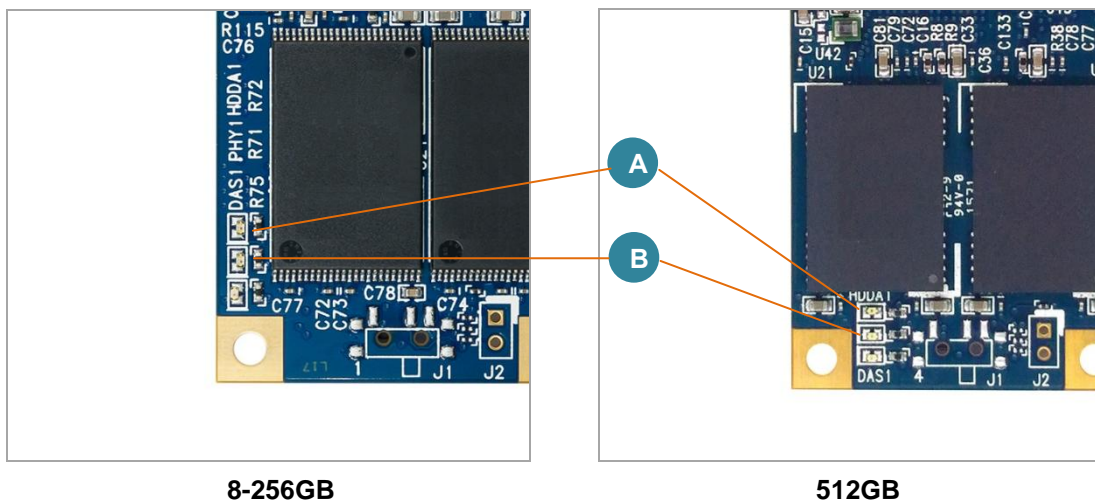 R115
C76
HDDA1
R72
PHY1
R71
DAS1
R75
C77
C72
C73
C78
C74
L17
1
J1
J2
8-256GB
A
B
C15
U42
C81
C79
C72
C16
R8
R9
C33
C36
C133
R38
C78
C77
U21
94V-0
HDDA1
DAS1
4
J1
J2
512GB